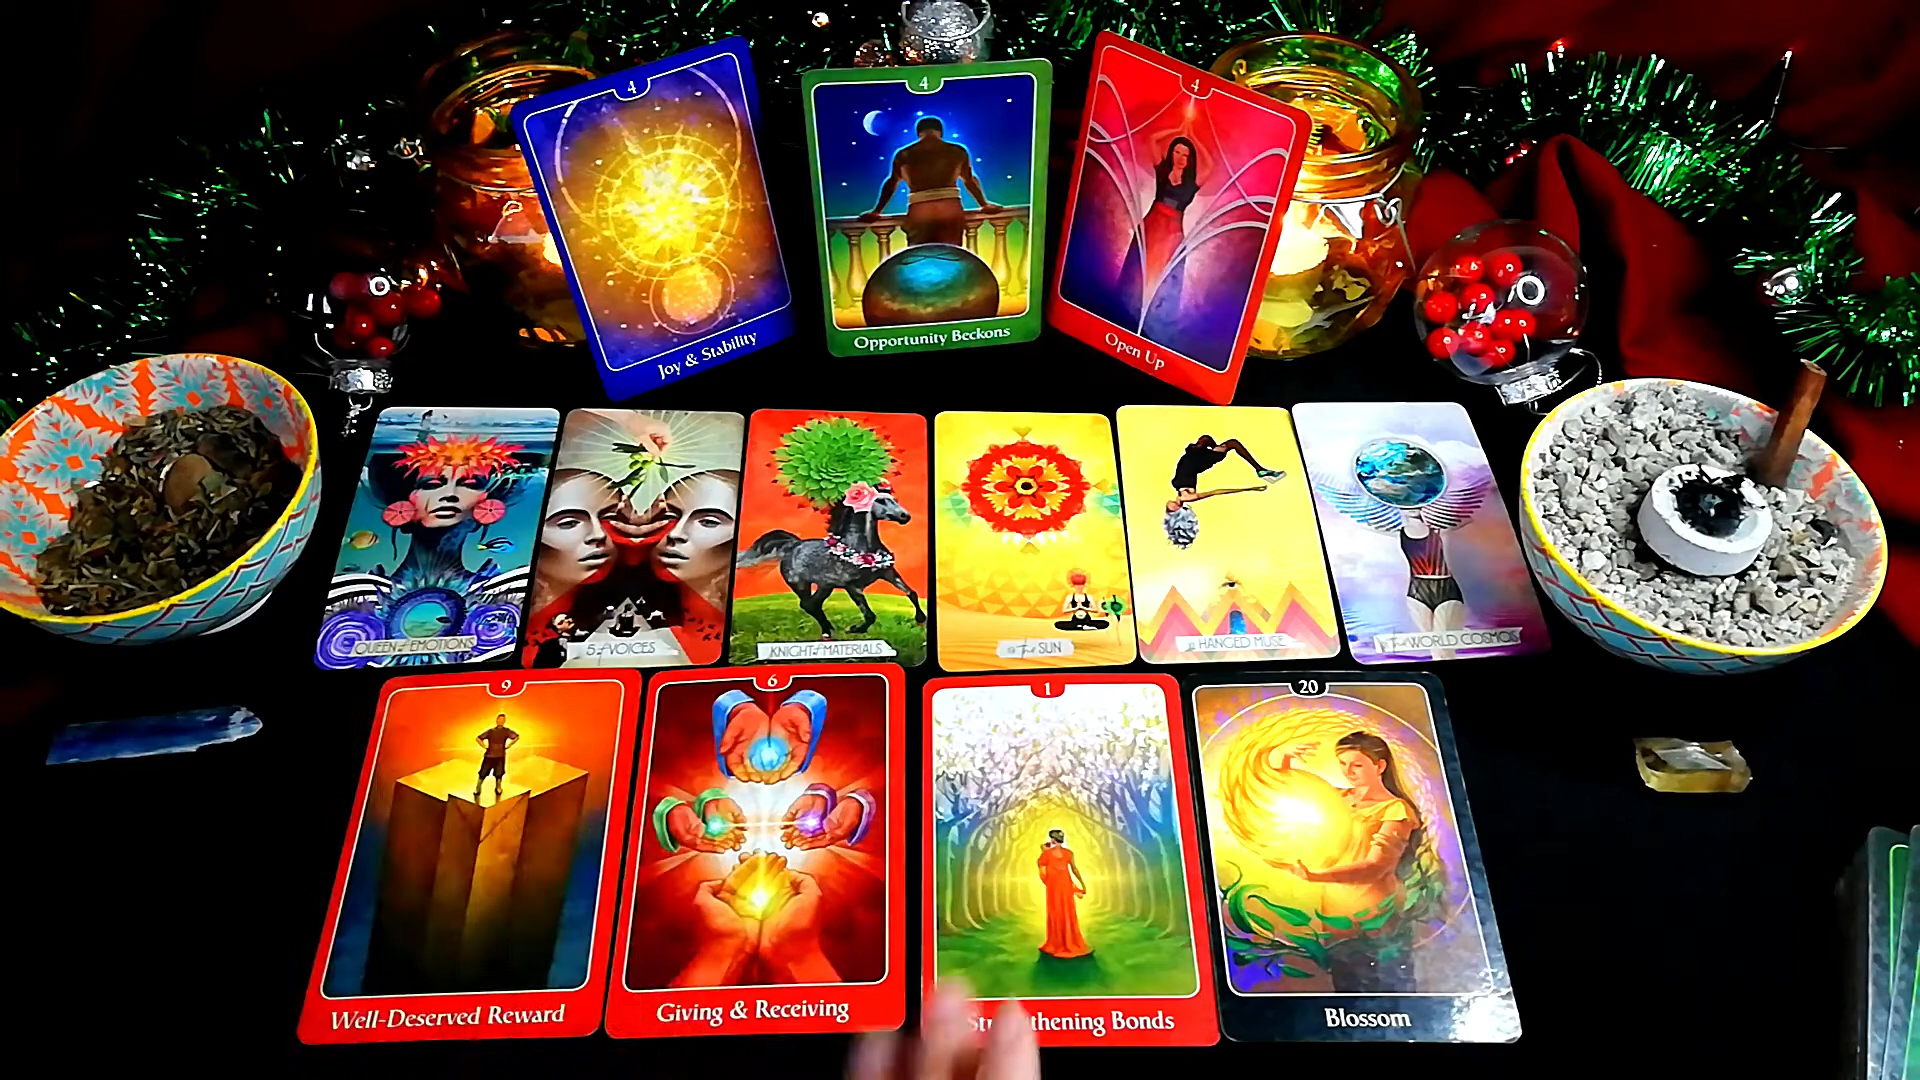 4
Joy & Stability
4
Opportunity Beckons
4
Open Up
QUEEN of EMOTIONS
5 of VOICES
KNIGHT of MATERIALS
the SUN
HANGED MUSE
the WORLD COSMOS
9
Well-Deserved Reward
6
Giving & Receiving
1
Bonds
20
Blossom